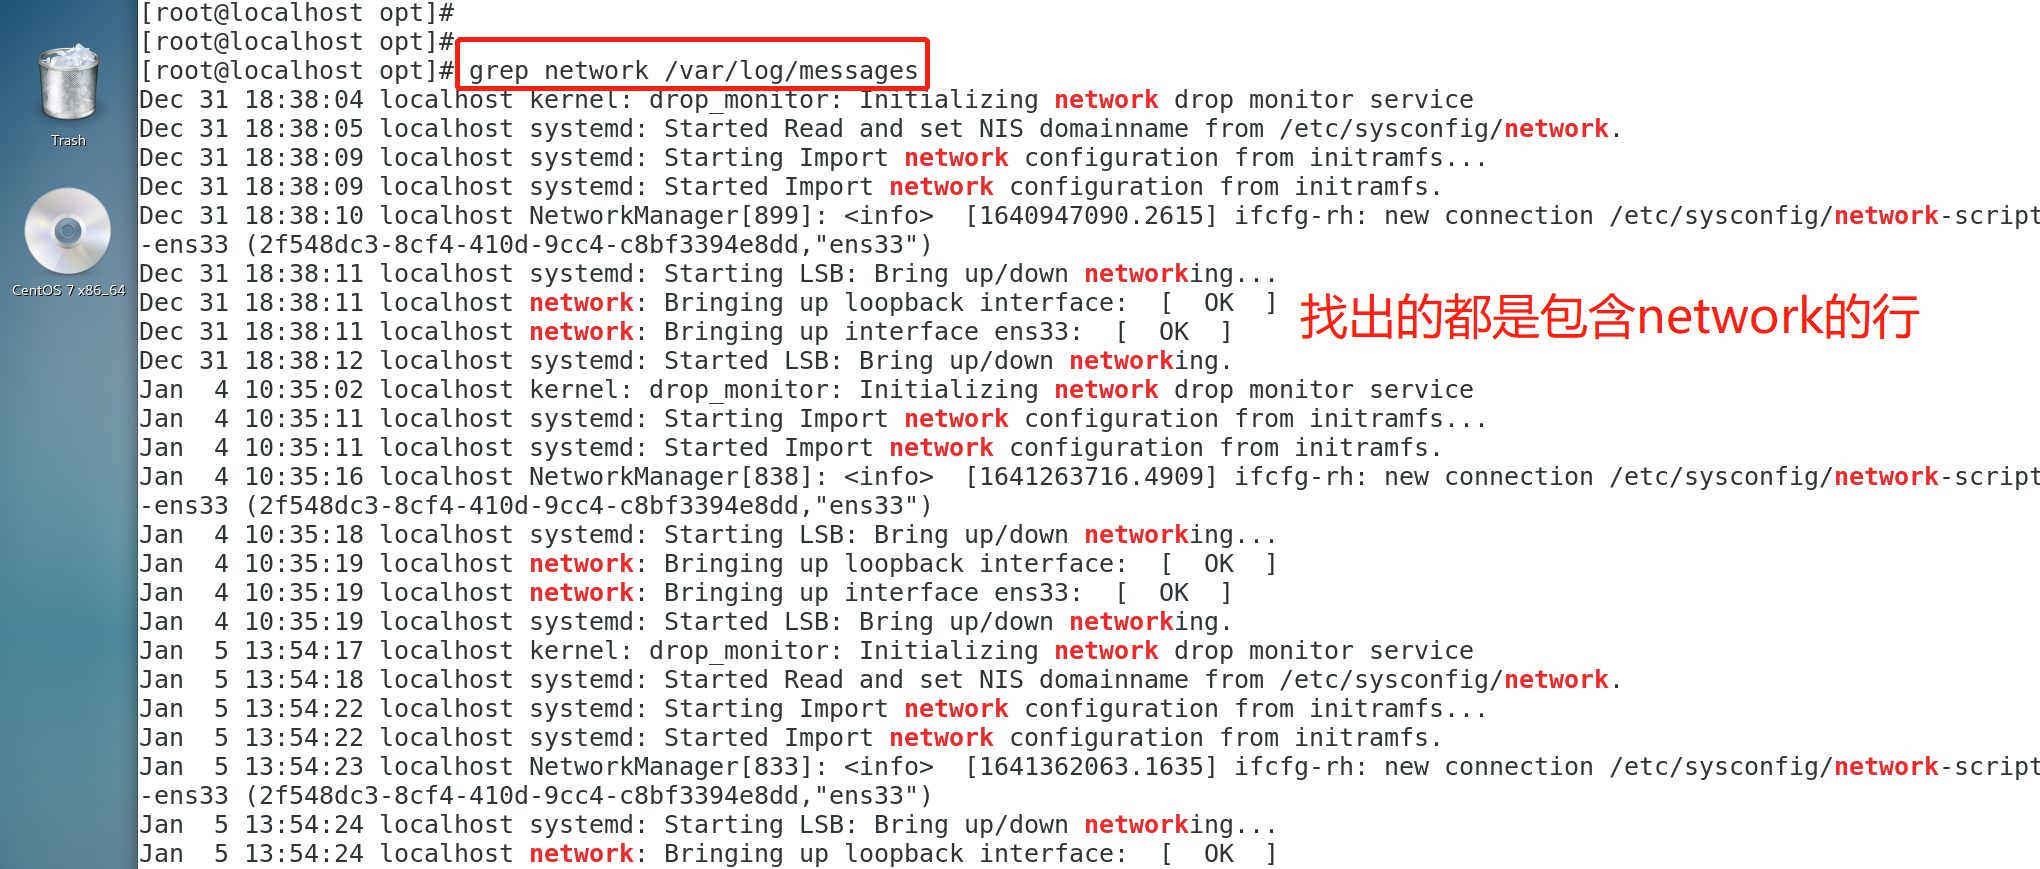 [root@localhost opt]#
[root@localhost opt]#
[root@localhost opt]# grep network /var/log/messages
Dec 31 18:38:04 localhost kernel: drop_monitor: Initializing network drop monitor service
Dec 31 18:38:05 localhost systemd: Started Read and set NIS domainname from /etc/sysconfig/network.
Dec 31 18:38:09 localhost systemd: Starting Import network configuration from initramfs...
Dec 31 18:38:09 localhost systemd: Started Import network configuration from initramfs.
Dec 31 18:38:10 localhost NetworkManager[899]: <info>  [1640947090.2615] ifcfg-rh: new connection /etc/sysconfig/network-script
-ens33 (2f548dc3-8cf4-410d-9cc4-c8bf3394e8dd,"ens33")
Dec 31 18:38:11 localhost systemd: Starting LSB: Bring up/down networking...
Dec 31 18:38:11 localhost network: Bringing up loopback interface:  [  OK  ]
Dec 31 18:38:11 localhost network: Bringing up interface ens33:  [  OK  ]
Dec 31 18:38:12 localhost systemd: Started LSB: Bring up/down networking.
Jan  4 10:35:02 localhost kernel: drop_monitor: Initializing network drop monitor service
Jan  4 10:35:11 localhost systemd: Starting Import network configuration from initramfs...
Jan  4 10:35:11 localhost systemd: Started Import network configuration from initramfs.
Jan  4 10:35:16 localhost NetworkManager[838]: <info>  [1641263716.4909] ifcfg-rh: new connection /etc/sysconfig/network-script
-ens33 (2f548dc3-8cf4-410d-9cc4-c8bf3394e8dd,"ens33")
Jan  4 10:35:18 localhost systemd: Starting LSB: Bring up/down networking...
Jan  4 10:35:19 localhost network: Bringing up loopback interface:  [  OK  ]
Jan  4 10:35:19 localhost network: Bringing up interface ens33:  [  OK  ]
Jan  4 10:35:19 localhost systemd: Started LSB: Bring up/down networking.
Jan  5 13:54:17 localhost kernel: drop_monitor: Initializing network drop monitor service
Jan  5 13:54:18 localhost systemd: Started Read and set NIS domainname from /etc/sysconfig/network.
Jan  5 13:54:22 localhost systemd: Starting Import network configuration from initramfs...
Jan  5 13:54:22 localhost systemd: Started Import network configuration from initramfs.
Jan  5 13:54:23 localhost NetworkManager[833]: <info>  [1641362063.1635] ifcfg-rh: new connection /etc/sysconfig/network-script
-ens33 (2f548dc3-8cf4-410d-9cc4-c8bf3394e8dd,"ens33")
Jan  5 13:54:24 localhost systemd: Starting LSB: Bring up/down networking...
Jan  5 13:54:24 localhost network: Bringing up loopback interface:  [  OK  ]
找出的都是包含network的行
Trash
CentOS 7 x86_64